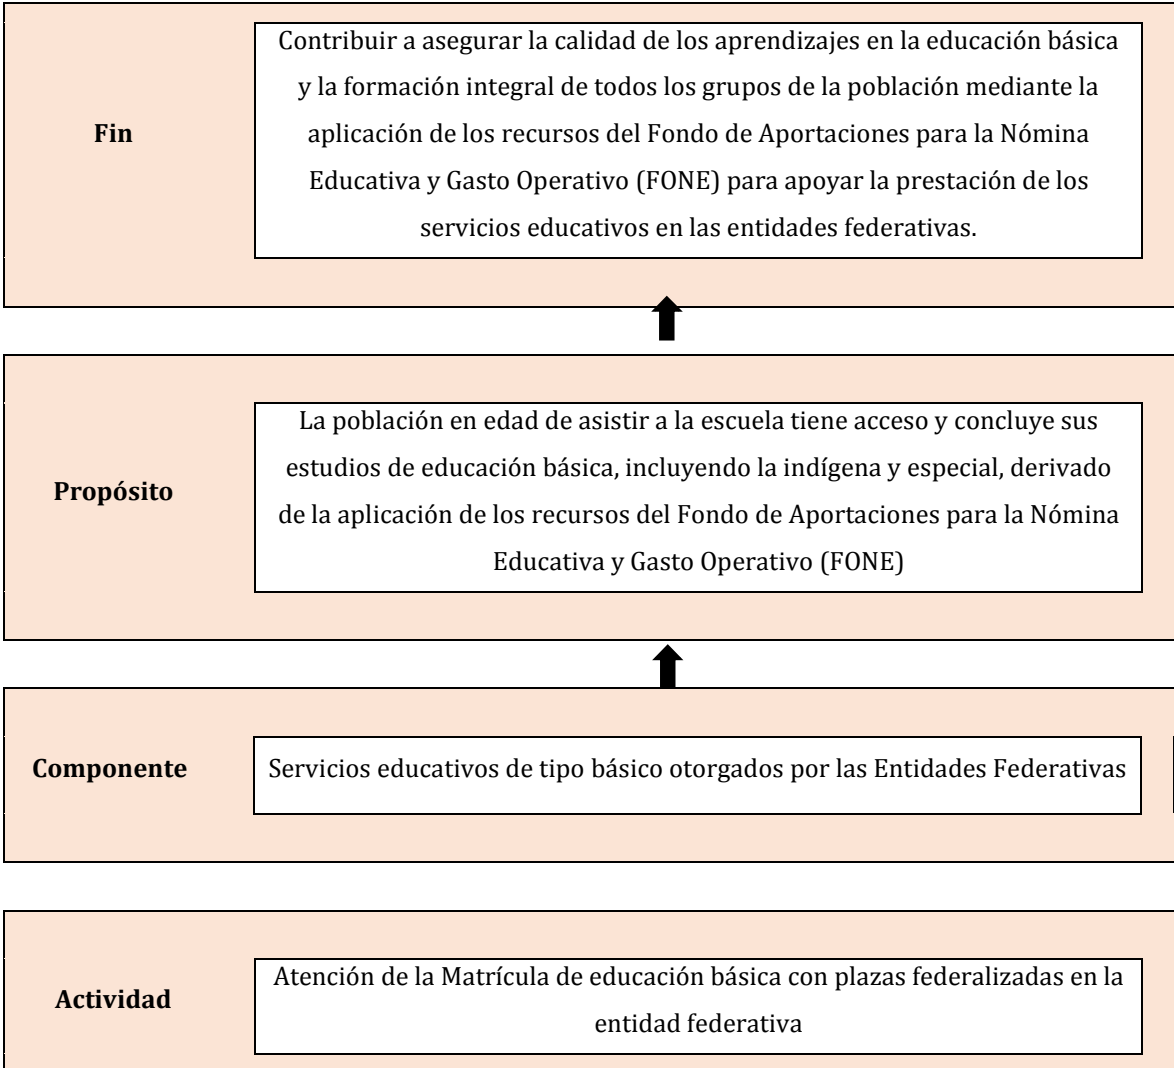 Fin
Contribuir a asegurar la calidad de los aprendizajes en la educación básica
y la formación integral de todos los grupos de la población mediante la
aplicación de los recursos del Fondo de Aportaciones para la Nómina
Educativa y Gasto Operativo (FONE) para apoyar la prestación de los
servicios educativos en las entidades federativas.
Propósito
La población en edad de asistir a la escuela tiene acceso y concluye sus
estudios de educación básica, incluyendo la indígena y especial, derivado
de la aplicación de los recursos del Fondo de Aportaciones para la Nómina
Educativa y Gasto Operativo (FONE)
Componente
Servicios educativos de tipo básico otorgados por las Entidades Federativas
Actividad
Atención de la Matrícula de educación básica con plazas federalizadas en la
entidad federativa